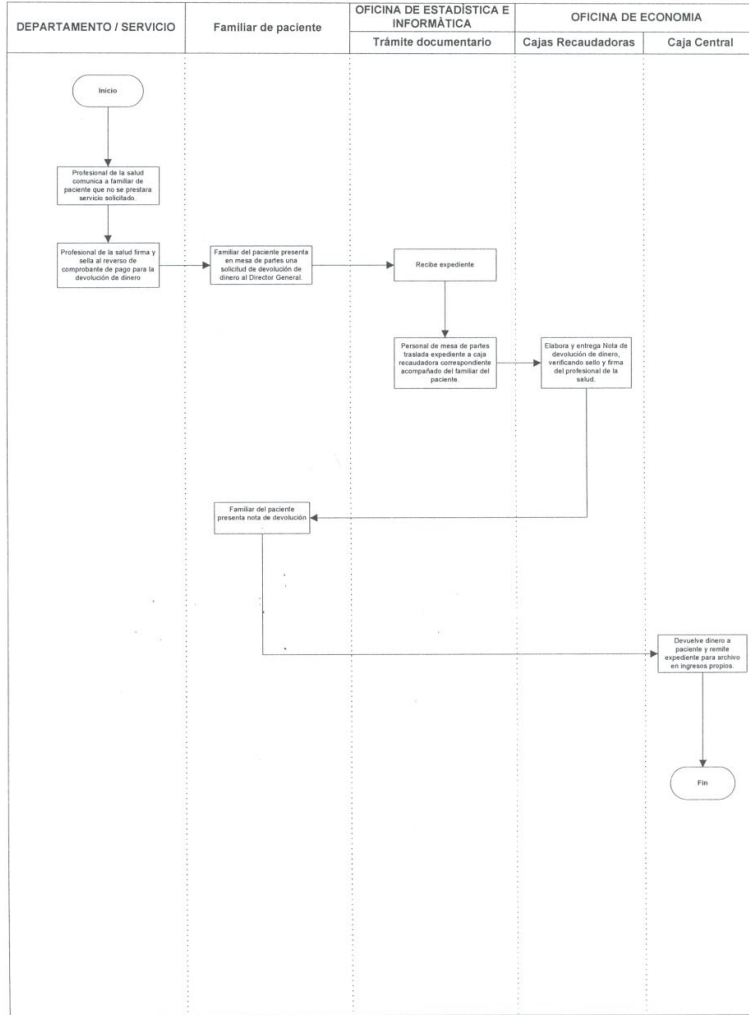 DEPARTAMENTO / SERVICIO
Familiar de paciente
OFICINA DE ESTADÍSTICA E
INFORMÀTICA
Trámite documentario
OFICINA DE ECONOMIA
Cajas Recaudadoras
Caja Central
Inicio
Profesional de la salud
comunica a familiar de
paciente que no se prestara
servicio solicitado.
Profesional de la salud firma y
sella al reverso de
comprobante de pago para la
devolución de dinero
Familiar del paciente presenta
en mesa de partes una
solicitud de devolución de
dinero al Director General.
Recibe expediente
Personal de mesa de partes
traslada expediente a caja
recaudadora correspondiente
acompañado del familiar del
paciente.
Elabora y entrega Nota de
devolución de dinero,
verificando sello y firma
del profesional de la
salud.
Familiar del paciente
presenta nota de devolución
Devuelve dinero a
paciente y remite
expediente para archivo
en ingresos propios.
Fin